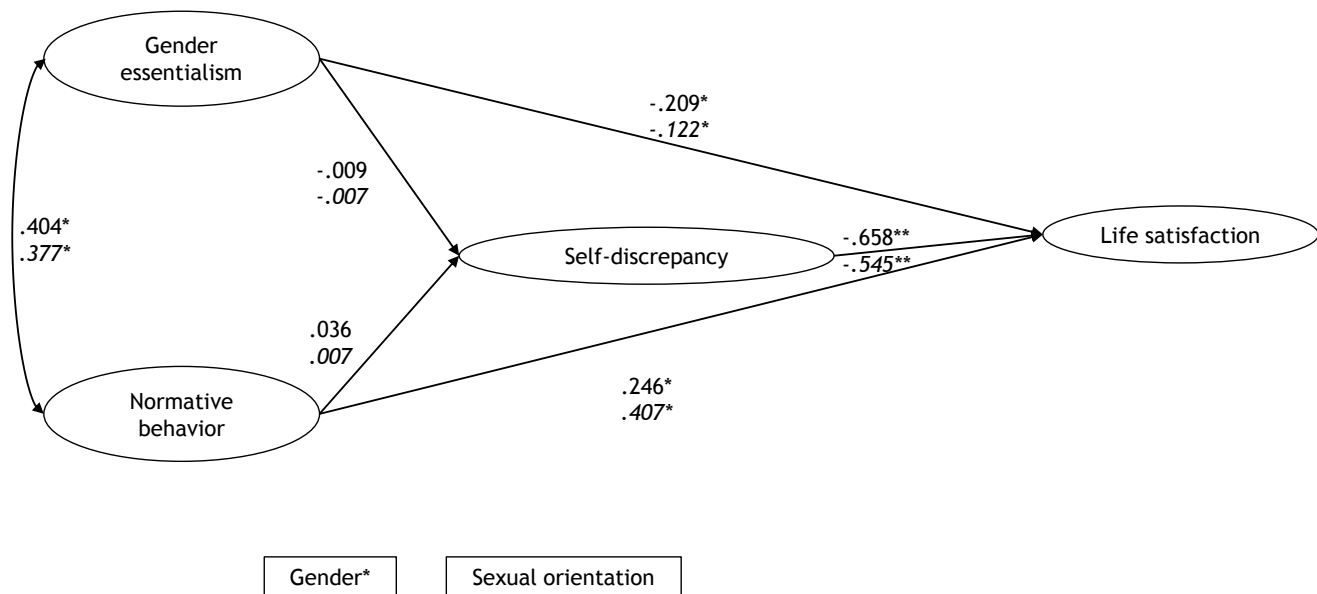 Gender
essentialism
-.209*
-.122*
-.009
-.007
.404*
.377*
Self-discrepancy
-.658**
-.545**
Life satisfaction
.036
.007
Normative
behavior
.246*
.407*
Gender*
Sexual orientation